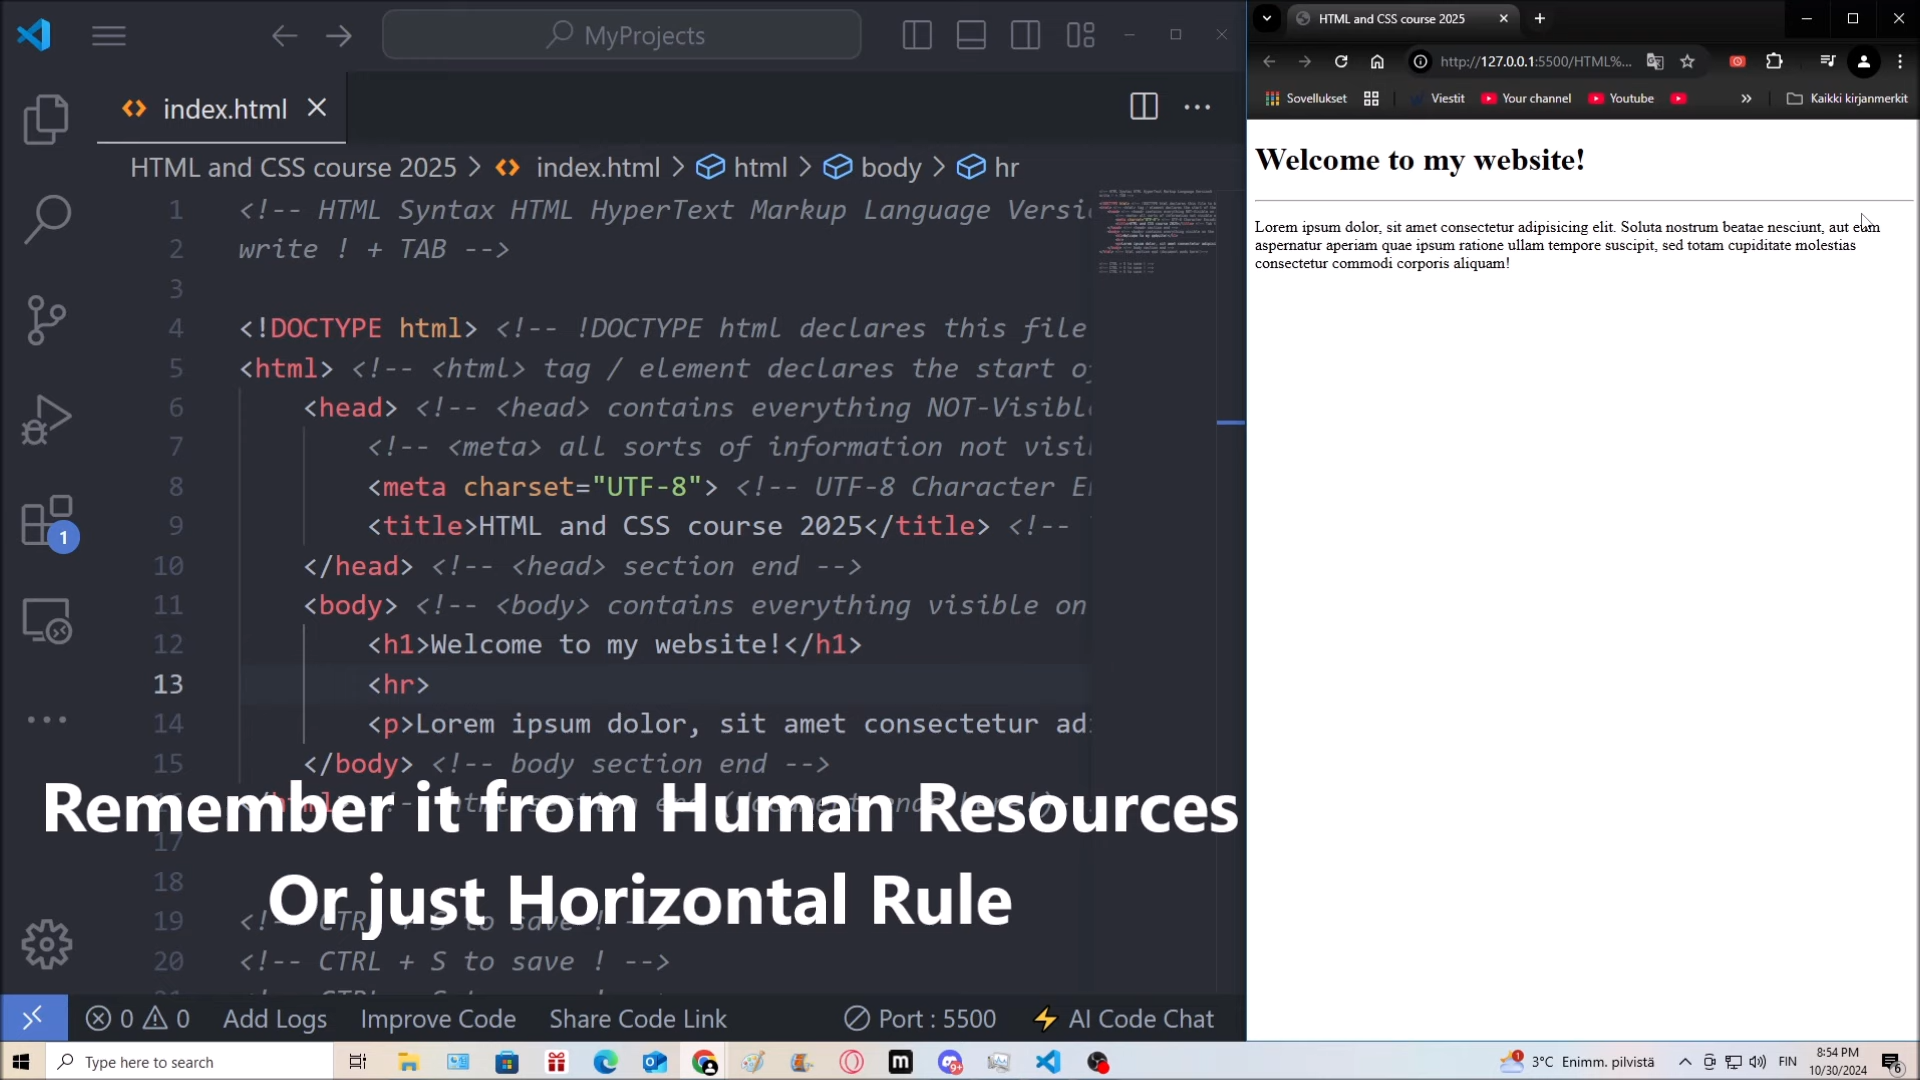 MyProjects
index.html
HTML and CSS course 2025 > index.html > html > body > hr
1 <!-- HTML Syntax HTML HyperText Markup Language Versi
2 write ! + TAB -->
3
4 <!DOCTYPE html> <!-- !DOCTYPE html declares this file
5 <html> <!-- <html> tag / element declares the start o
6 <head> <!-- <head> contains everything NOT-Visibl
7 <!-- <meta> all sorts of information not visi
8 <meta charset="UTF-8"> <!-- UTF-8 Character E
9 <title>HTML and CSS course 2025</title> <!--
10 </head> <!-- <head> section end -->
11 <body> <!-- <body> contains everything visible on
12 <h1>Welcome to my website!</h1>
13 <hr>
14 <p>Lorem ipsum dolor, sit amet consectetur ad
15 </body> <!-- body section end -->
Remember it from Human Resources
17
Or just Horizontal Rule
18
19 <!-- CTRL + S to save ! -->
20 <!-- CTRL + S to save ! -->
1
0 0 Add Logs Improve Code Share Code Link Port : 5500 AI Code Chat
HTML and CSS course 2025
http://127.0.0.1:5500/HTML%...
Sovellukset Viestit Your channel Youtube » Kaikki kirjanmerkit
Welcome to my website!
Lorem ipsum dolor, sit amet consectetur adipisicing elit. Soluta nostrum beatae nesciunt, aut eum
aspernatur aperiam quae ipsum ratione ullam tempore suscipit, sed totam cupiditate molestias
consectetur commodi corporis aliquam!
Type here to search
9+
m
1
3°C Enimm. pilvistä
FIN
8:54 PM
10/30/2024
6